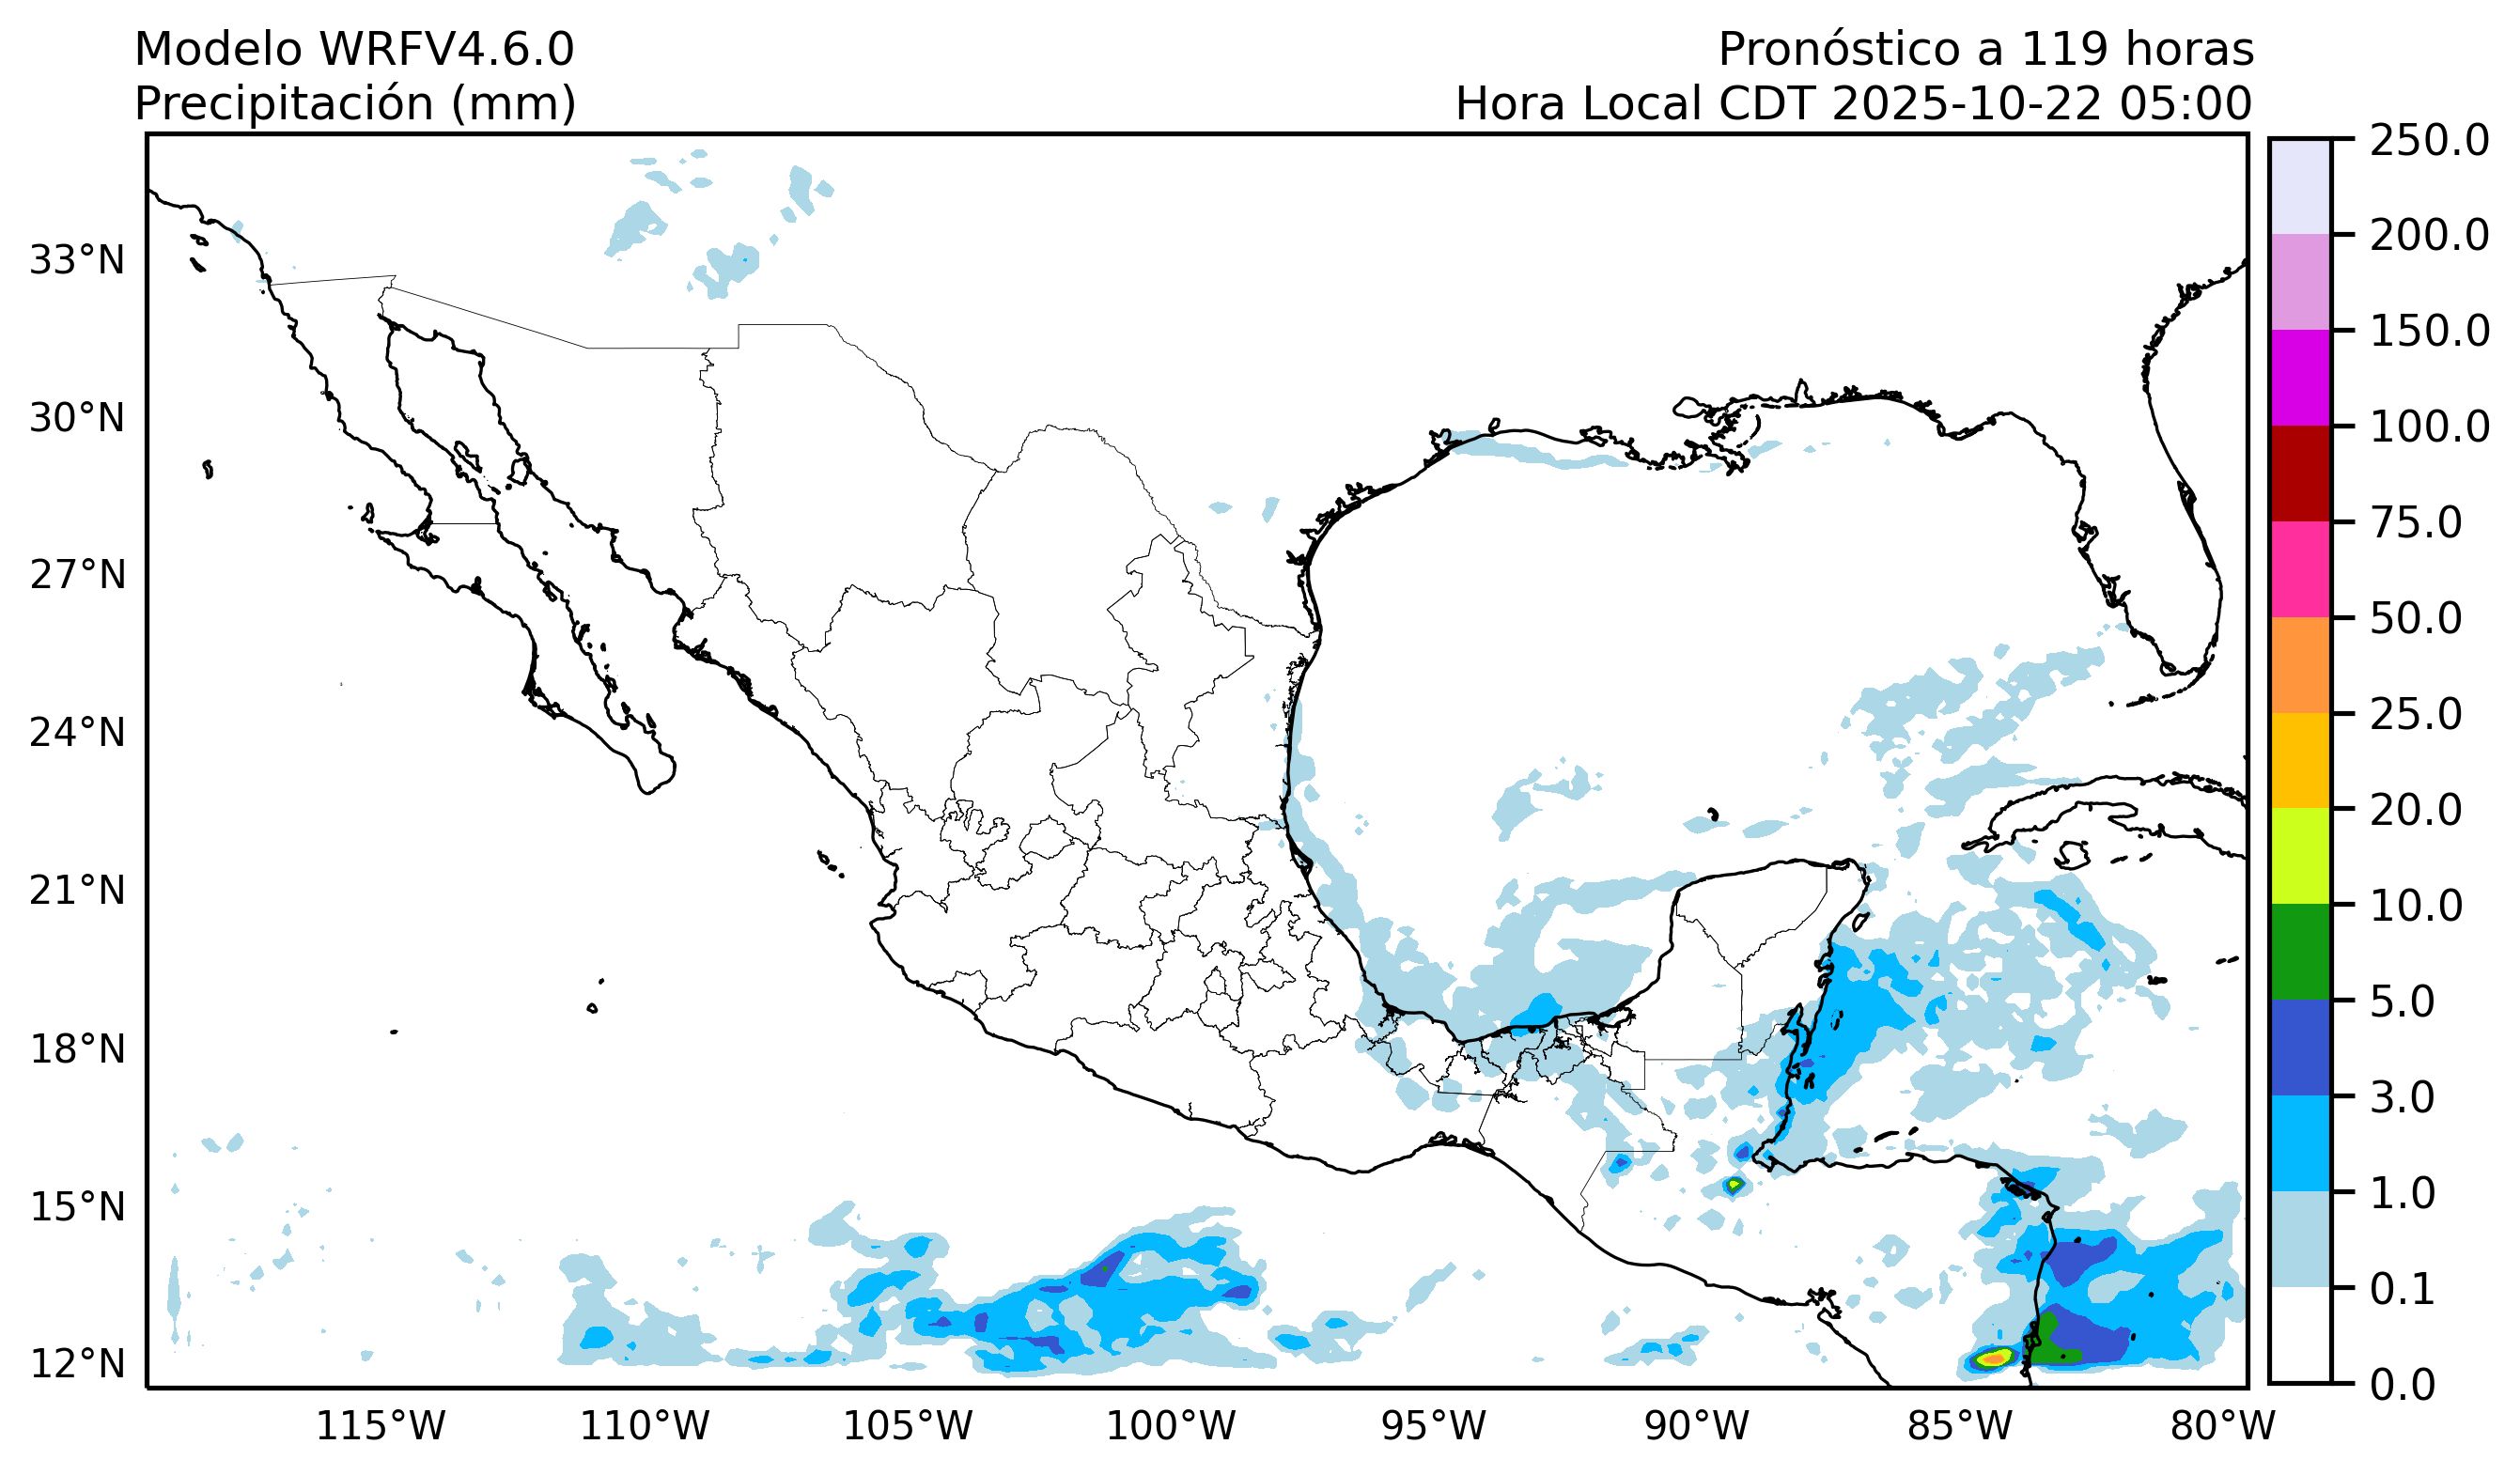 Modelo WRFV4.6.0
Precipitación (mm)
Pronóstico a 119 horas
Hora Local CDT 2025-10-22 05:00
33°N
30°N
27°N
24°N
21°N
18°N
15°N
12°N
115°W
110°W
105°W
100°W
95°W
90°W
85°W
80°W
250.0
200.0
150.0
100.0
75.0
50.0
25.0
20.0
10.0
5.0
3.0
1.0
0.1
0.0